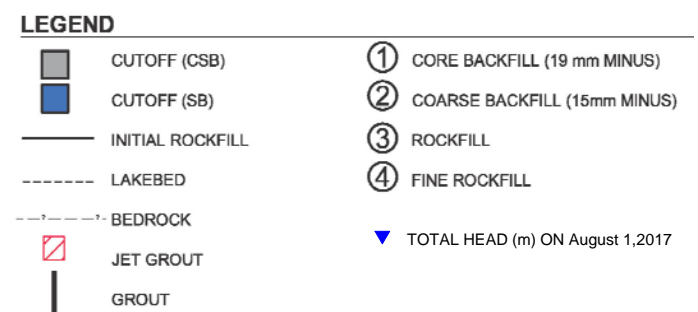 LEGEND
CUTOFF (CSB)
CUTOFF (SB)
INITIAL ROCKFILL
LAKEBED
?
?
BEDROCK
JET GROUT
GROUT
1 CORE BACKFILL (19 mm MINUS)
2 COARSE BACKFILL (15mm MINUS)
3 ROCKFILL
4 FINE ROCKFILL
TOTAL HEAD (m) ON August 1,2017